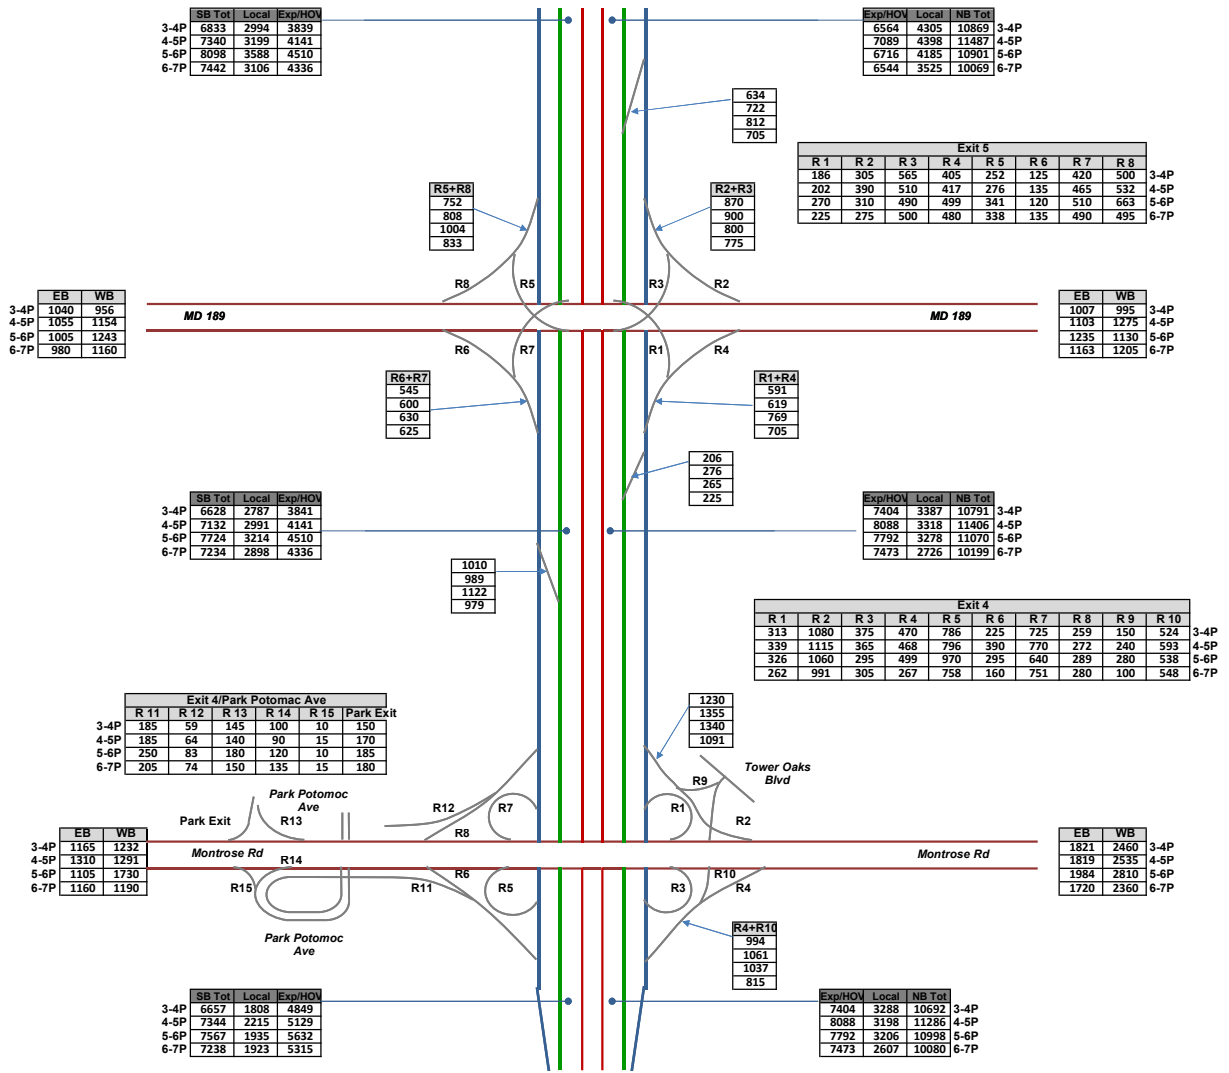 SB Tot Local Exp/HOV
3-4P 6833 2994 3839
4-5P 7340 3199 4141
5-6P 8098 3588 4510
6-7P 7442 3106 4336
Exp/HOV Local NB Tot
6564 4305 10869 3-4P
7089 4398 11487 4-5P
6716 4185 10901 5-6P
6544 3525 10069 6-7P
634
722
812
705
Exit 5
R 1 R 2 R 3 R 4 R 5 R 6 R 7 R 8
186 305 565 405 252 125 420 500 3-4P
202 390 510 417 276 135 465 532 4-5P
270 310 490 499 341 120 510 663 5-6P
225 275 500 480 338 135 490 495 6-7P
R5+R8
752
808
1004
833
R2+R3
870
900
800
775
R8 R5 R3 R2
EB WB
3-4P 1040 956
4-5P 1055 1154
5-6P 1005 1243
6-7P 980 1160
MD 189
MD 189
EB WB
1007 995 3-4P
1103 1275 4-5P
1235 1130 5-6P
1163 1205 6-7P
R6 R7 R1 R4
R6+R7
545
600
630
625
R1+R4
591
619
769
705
206
276
265
225
SB Tot Local Exp/HOV
3-4P 6628 2787 3841
4-5P 7132 2991 4141
5-6P 7724 3214 4510
6-7P 7234 2898 4336
Exp/HOV Local NB Tot
7404 3387 10791 3-4P
8088 3318 11406 4-5P
7792 3278 11070 5-6P
7473 2726 10199 6-7P
1010
989
1122
979
Exit 4
R 1 R 2 R 3 R 4 R 5 R 6 R 7 R 8 R 9 R 10
313 1080 375 470 786 225 725 259 150 524 3-4P
339 1115 365 468 796 390 770 272 240 593 4-5P
326 1060 295 499 970 295 640 289 280 538 5-6P
262 991 305 267 758 160 751 280 100 548 6-7P
Exit 4/Park Potomac Ave
R 11 R 12 R 13 R 14 R 15 Park Exit
3-4P 185 59 145 100 10 150
4-5P 185 64 140 90 15 170
5-6P 250 83 180 120 10 185
6-7P 205 74 150 135 15 180
1230
1355
1340
1091
Tower Oaks
Blvd
R9
Park Potomoc
Ave
Park Exit R13 R12 R7 R8 R1 R2
EB WB
3-4P 1165 1232
4-5P 1310 1291
5-6P 1105 1730
6-7P 1160 1190
Montrose Rd
Montrose Rd
EB WB
1821 2460 3-4P
1819 2535 4-5P
1984 2810 5-6P
1720 2360 6-7P
R14
R15 R11 R6 R5 R3 R10 R4
Park Potomoc
Ave
R4+R10
994
1061
1037
815
SB Tot Local Exp/HOV
3-4P 6657 1808 4849
4-5P 7344 2215 5129
5-6P 7567 1935 5632
6-7P 7238 1923 5315
Exp/HOV Local NB Tot
7404 3288 10692 3-4P
8088 3198 11286 4-5P
7792 3206 10998 5-6P
7473 2607 10080 6-7P